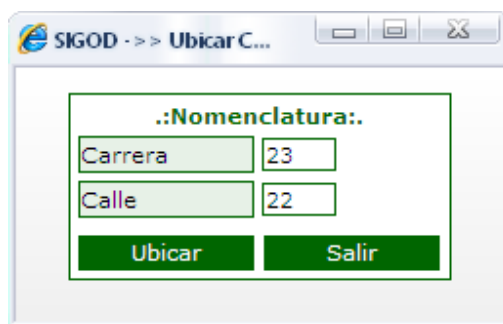 SIGOD - >> Ubicar C...
.:Nomenclatura:.
Carrera 23
Calle 22
Ubicar Salir